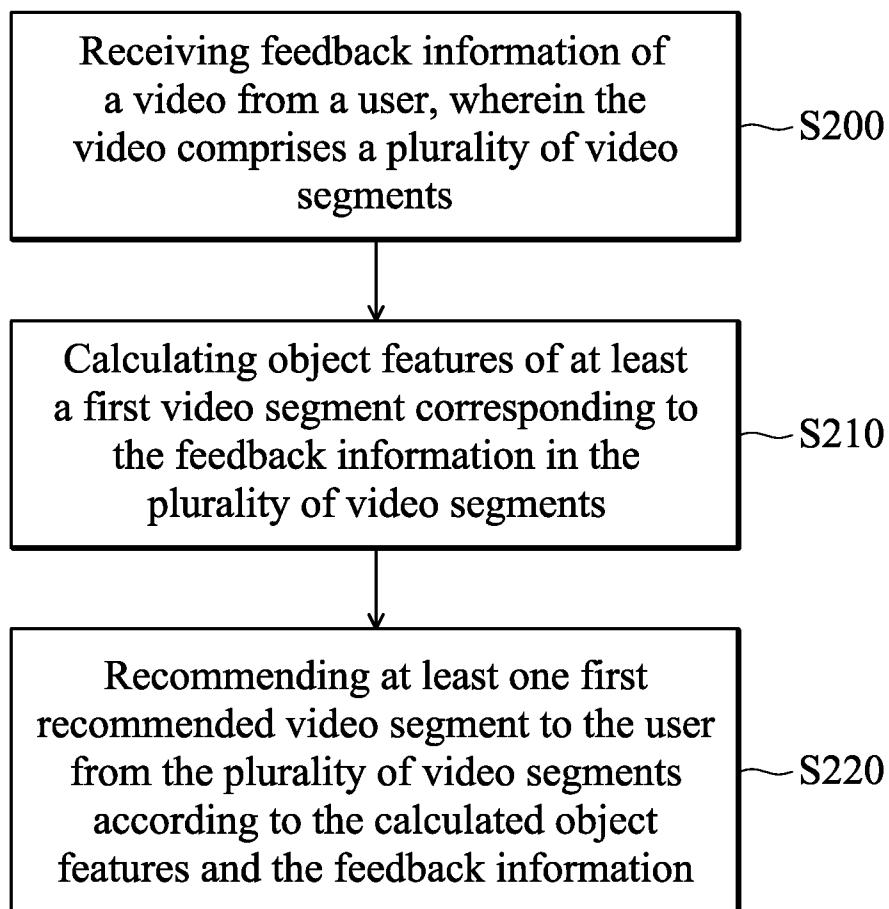 Receiving feedback information of
a video from a user, wherein the
video comprises a plurality of video
segments
S200
Calculating object features of at least
a first video segment corresponding to
the feedback information in the
plurality of video segments
S210
Recommending at least one first
recommended video segment to the user
from the plurality of video segments
according to the calculated object
features and the feedback information
S220